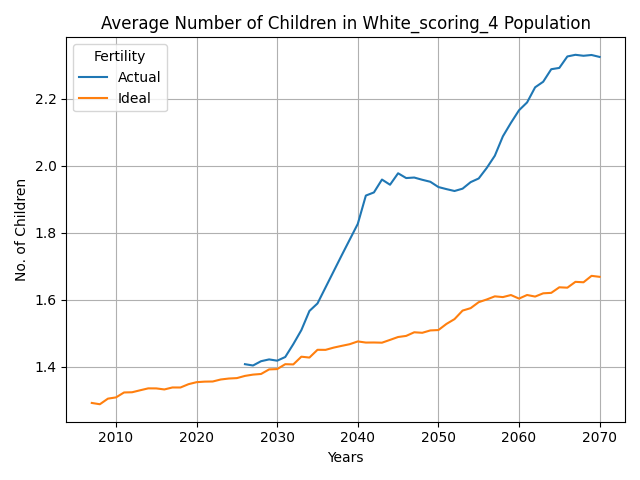 Average Number of Children in White_scoring_4 Population
Fertility
Actual
Ideal
No. of Children
2.2
2.0
1.8
1.6
1.4
2010 2020 2030 2040 2050 2060 2070
Years